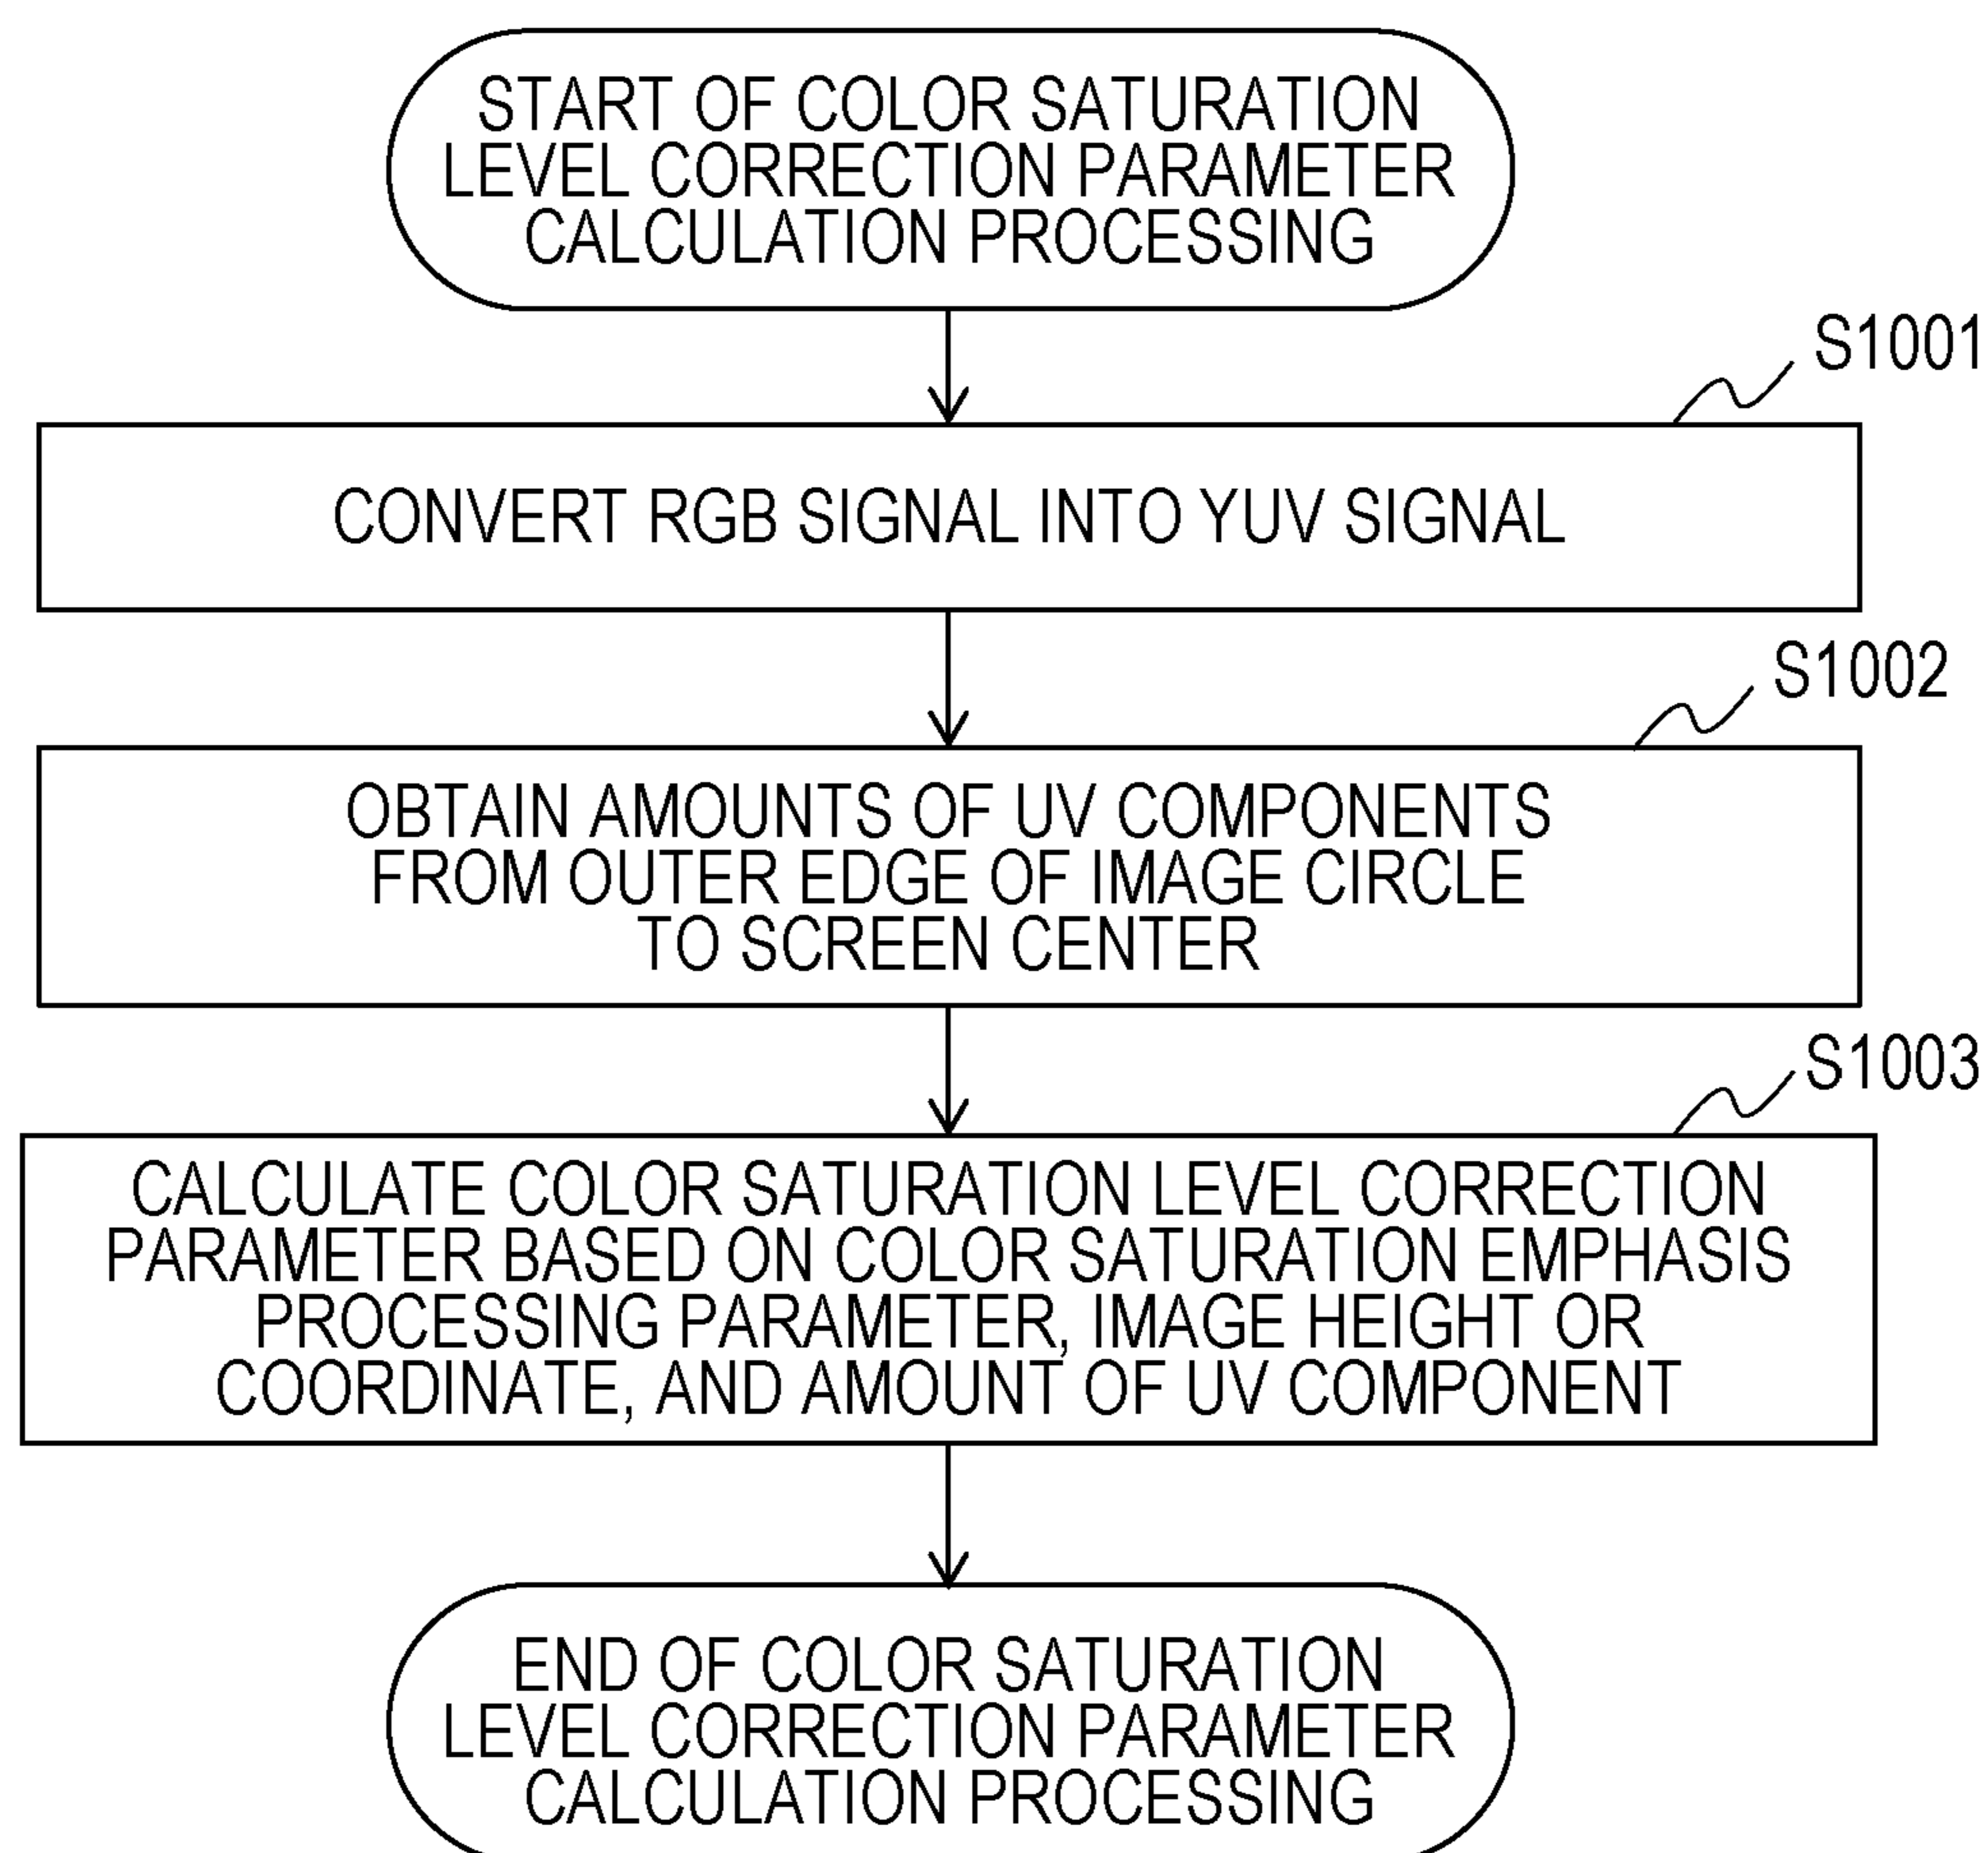 START OF COLOR SATURATION
LEVEL CORRECTION PARAMETER
CALCULATION PROCESSING
S1001
CONVERT RGB SIGNAL INTO YUV SIGNAL
S1002
OBTAIN AMOUNTS OF UV COMPONENTS
FROM OUTER EDGE OF IMAGE CIRCLE
TO SCREEN CENTER
S1003
CALCULATE COLOR SATURATION LEVEL CORRECTION
PARAMETER BASED ON COLOR SATURATION EMPHASIS
PROCESSING PARAMETER, IMAGE HEIGHT OR
COORDINATE, AND AMOUNT OF UV COMPONENT
END OF COLOR SATURATION
LEVEL CORRECTION PARAMETER
CALCULATION PROCESSING